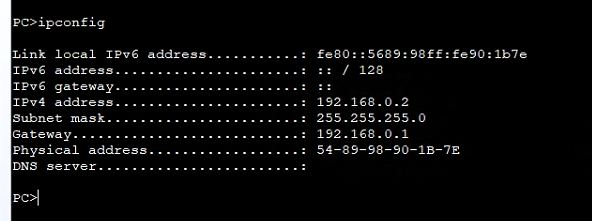 PC>ipconfig
Link local IPv6 address...........: fe80::5689:98ff:fe90:1b7e
IPv6 address......................: :: / 128
IPv6 gateway......................: ::
IPv4 address......................: 192.168.0.2
Subnet mask.......................: 255.255.255.0
Gateway...........................: 192.168.0.1
Physical address..................: 54-89-98-90-1B-7E
DNS server........................:
PC>